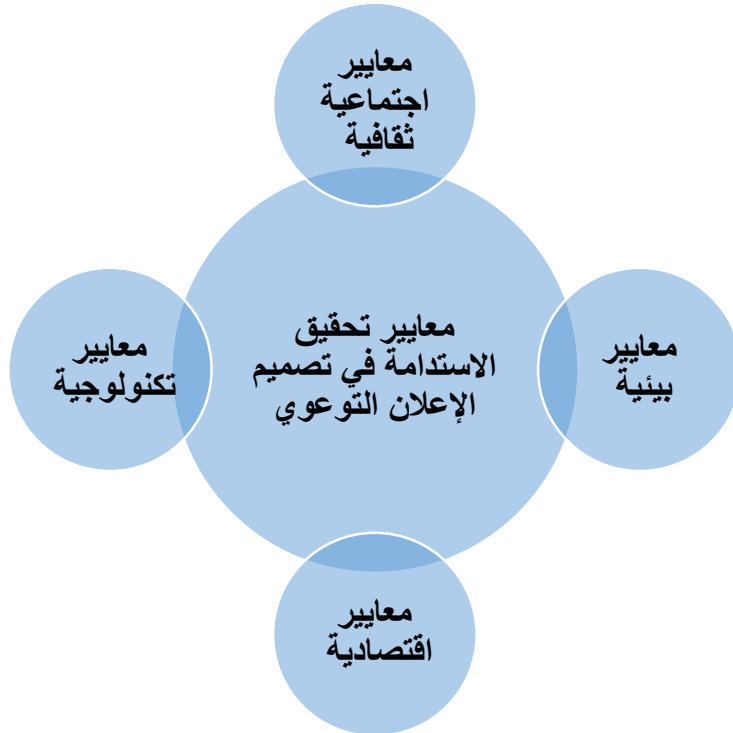 معايير
اجتماعية
ثقافية
معايير تحقيق
الاستدامة في تصميم
الإعلان التوعوي
معايير
بيئية
معايير
تكنولوجية
معايير
اقتصادية